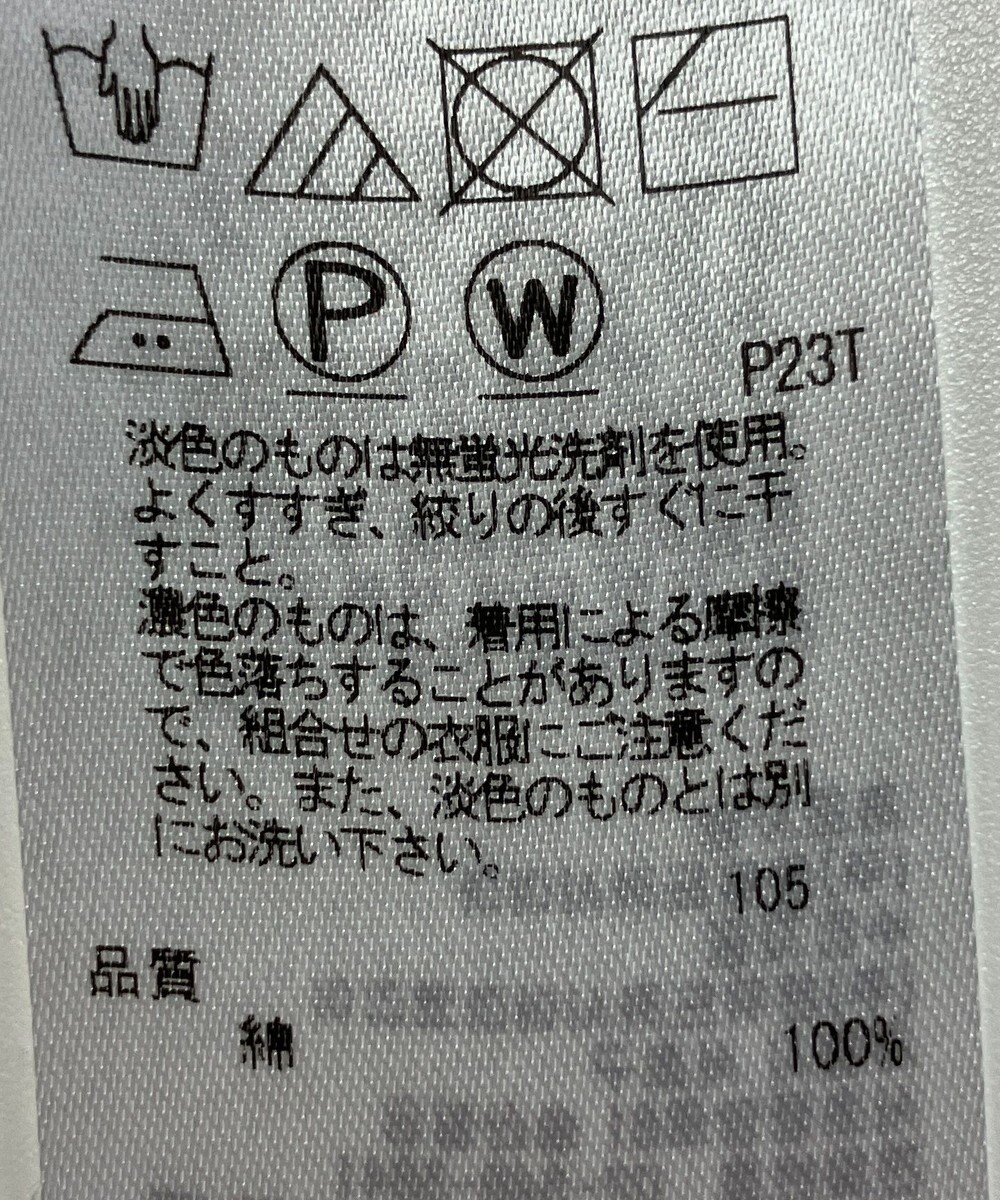 P W
P23T
淡色のものは無蛍光洗剤を使用。
よくすすぎ、絞りの後すぐに干
すこと。
濃色のものは、着用による摩擦
で色落ちすることがありますの
で、組合せの衣服にご注意くだ
さい。また、淡色のものとは別
にお洗い下さい。
105
品質
綿 100%